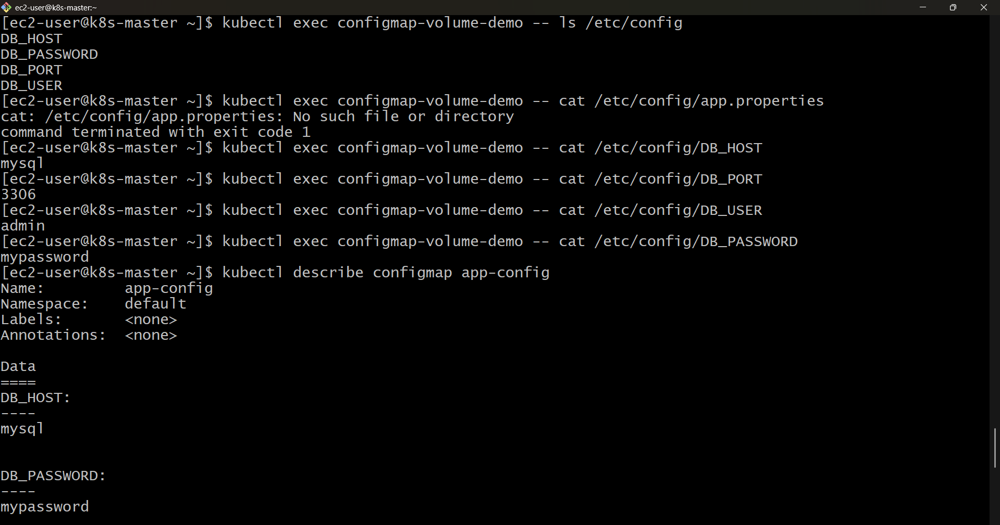 ec2-user@k8s-master:~
[ec2-user@k8s-master ~]$ kubectl exec configmap-volume-demo -- ls /etc/config
DB_HOST
DB_PASSWORD
DB_PORT
DB_USER
[ec2-user@k8s-master ~]$ kubectl exec configmap-volume-demo -- cat /etc/config/app.properties
cat: /etc/config/app.properties: No such file or directory
command terminated with exit code 1
[ec2-user@k8s-master ~]$ kubectl exec configmap-volume-demo -- cat /etc/config/DB_HOST
mysql
[ec2-user@k8s-master ~]$ kubectl exec configmap-volume-demo -- cat /etc/config/DB_PORT
3306
[ec2-user@k8s-master ~]$ kubectl exec configmap-volume-demo -- cat /etc/config/DB_USER
admin
[ec2-user@k8s-master ~]$ kubectl exec configmap-volume-demo -- cat /etc/config/DB_PASSWORD
mypassword
[ec2-user@k8s-master ~]$ kubectl describe configmap app-config
Name:         app-config
Namespace:    default
Labels:       <none>
Annotations:  <none>

Data
====
DB_HOST:
----
mysql

DB_PASSWORD:
----
mypassword